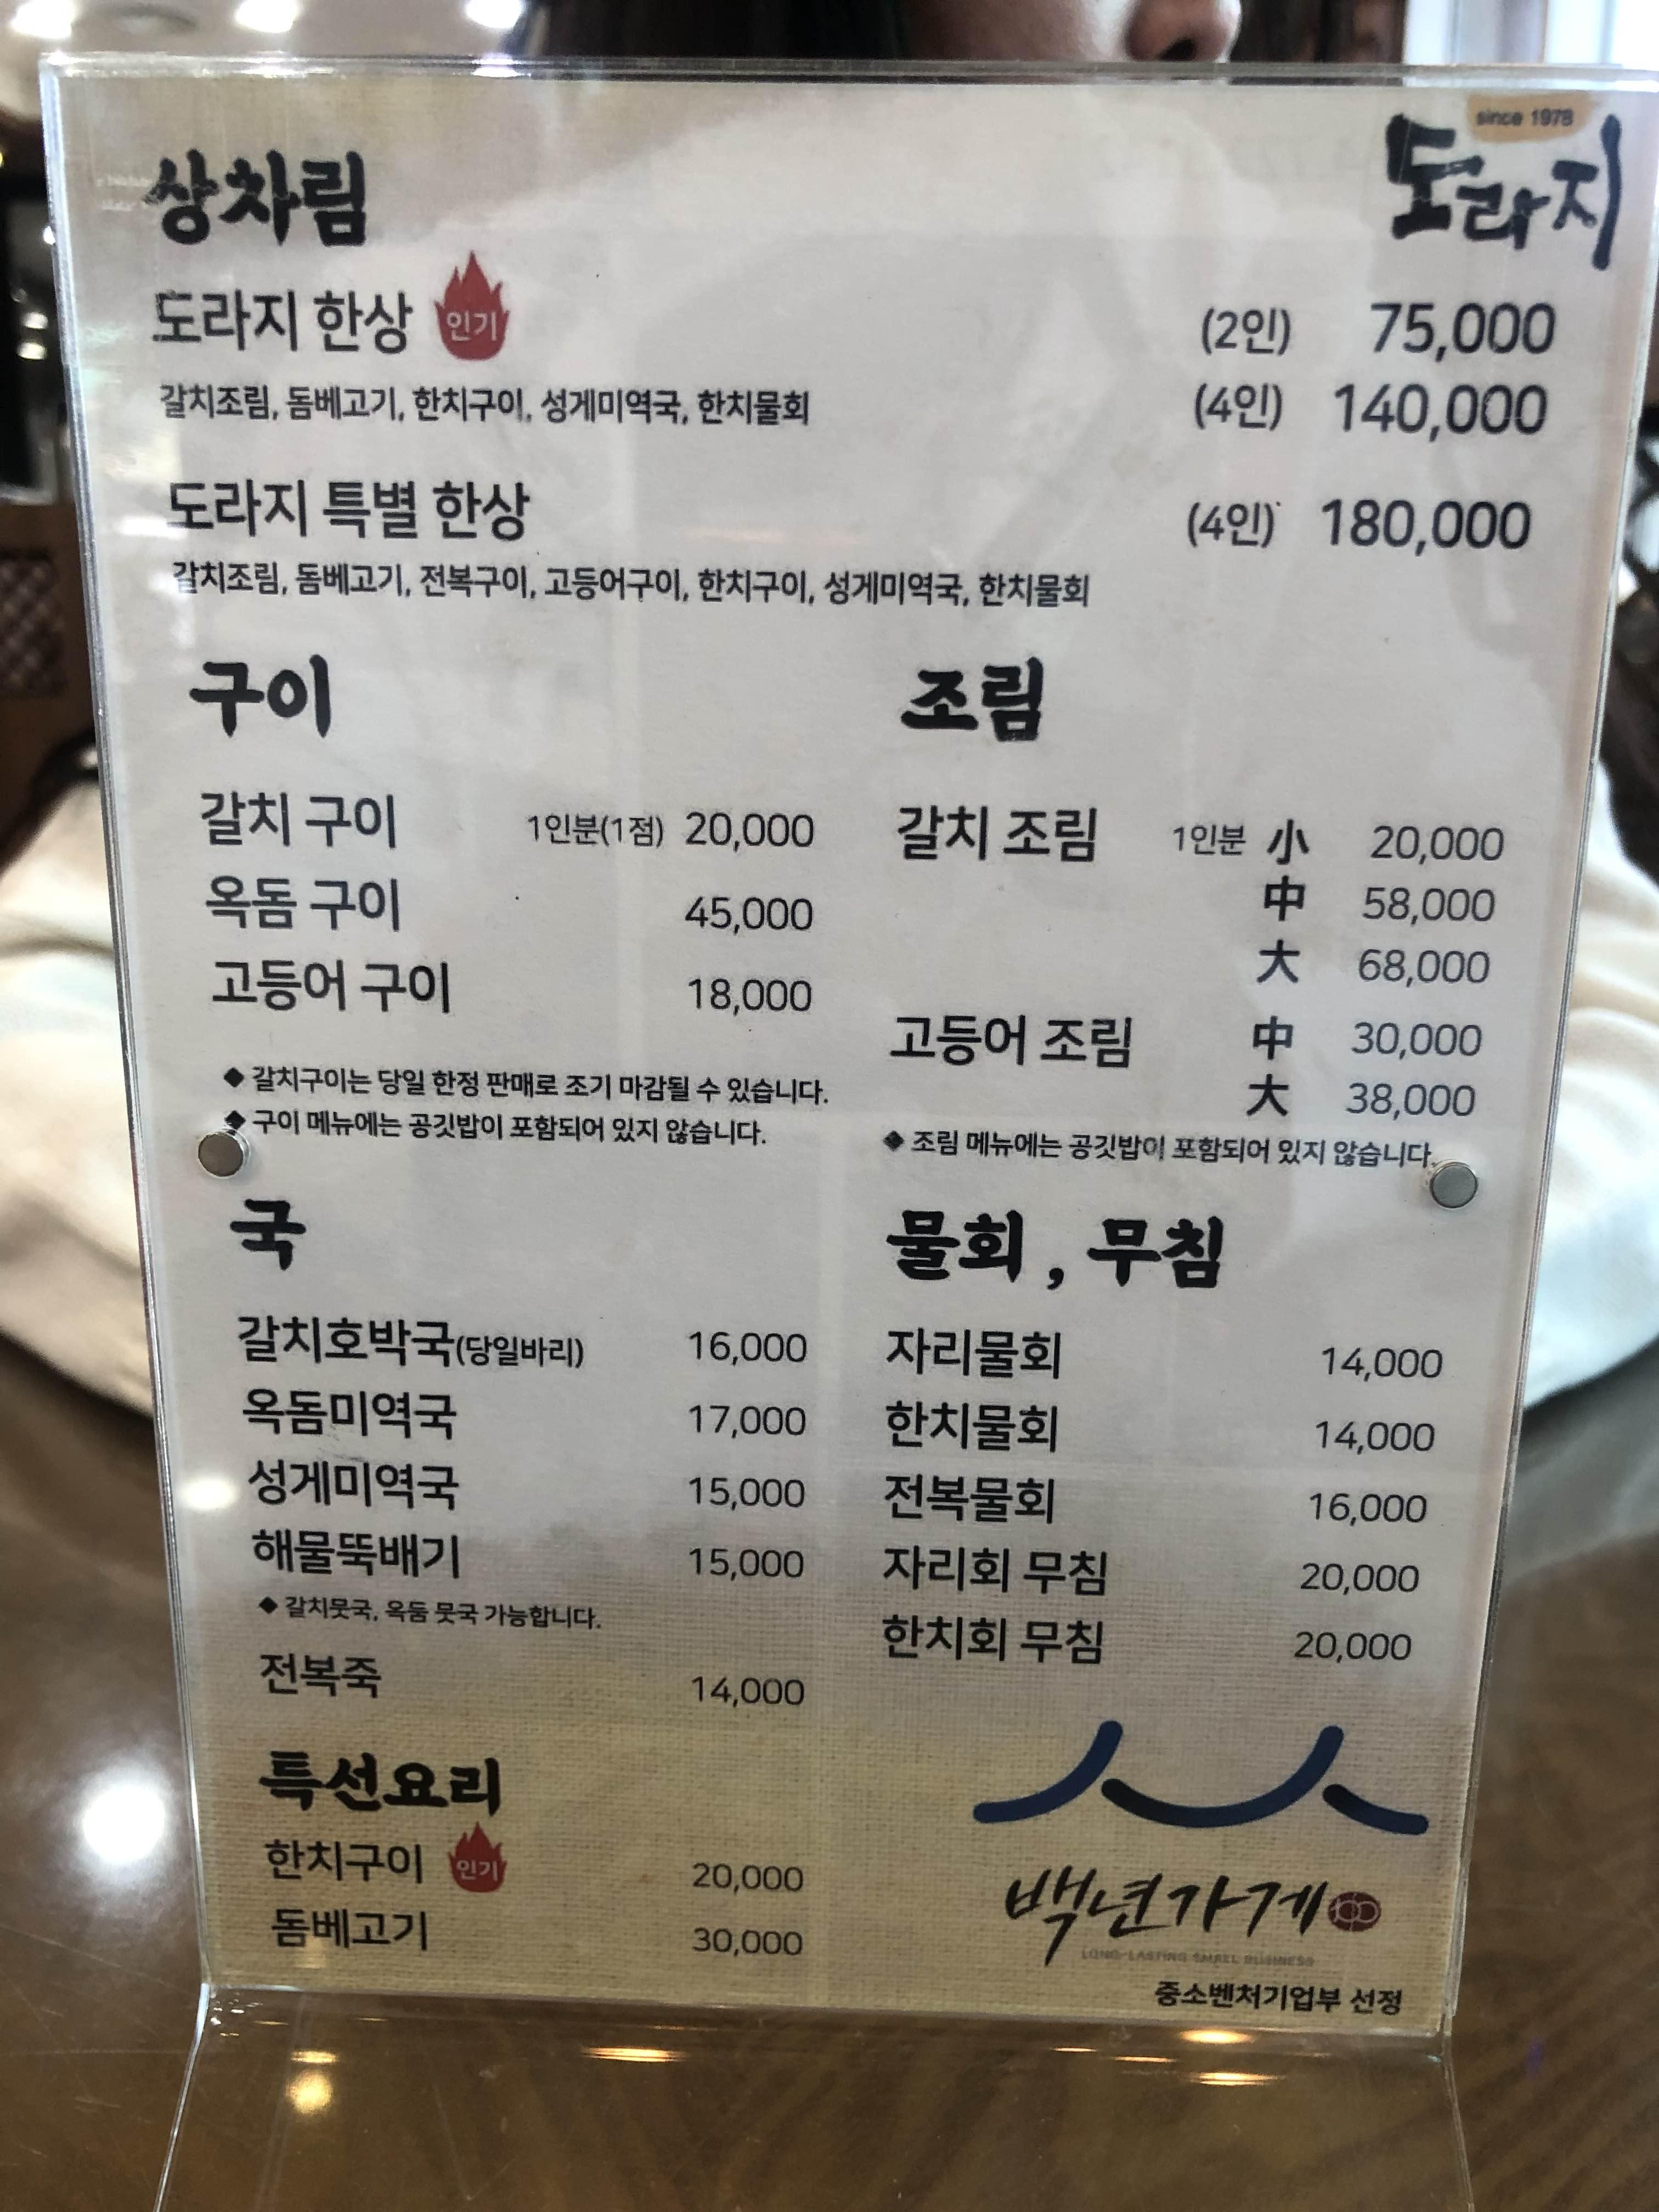 since 1978
도라지
상차림
도라지 한상 인기 (2인) 75,000
갈치조림, 돔베고기, 한치구이, 성게미역국, 한치물회 (4인) 140,000
도라지 특별 한상 (4인) 180,000
갈치조림, 돔베고기, 전복구이, 고등어구이, 한치구이, 성게미역국, 한치물회
구이
갈치 구이 1인분(1점) 20,000
옥돔 구이 45,000
고등어 구이 18,000
◆ 갈치구이는 당일 한정 판매로 조기 마감될 수 있습니다.
◆ 구이 메뉴에는 공깃밥이 포함되어 있지 않습니다.
조림
갈치 조림 1인분 小 20,000
中 58,000
大 68,000
고등어 조림 中 30,000
大 38,000
◆ 조림 메뉴에는 공깃밥이 포함되어 있지 않습니다.
국
갈치호박국(당일바리) 16,000
옥돔미역국 17,000
성게미역국 15,000
해물뚝배기 15,000
◆ 갈치뭇국, 옥돔 뭇국 가능합니다.
전복죽 14,000
물회 , 무침
자리물회 14,000
한치물회 14,000
전복물회 16,000
자리회 무침 20,000
한치회 무침 20,000
특선요리
한치구이 인기 20,000
돔베고기 30,000
백년가게 100
LONG-LASTING SMALL BUSINESS
중소벤처기업부 선정